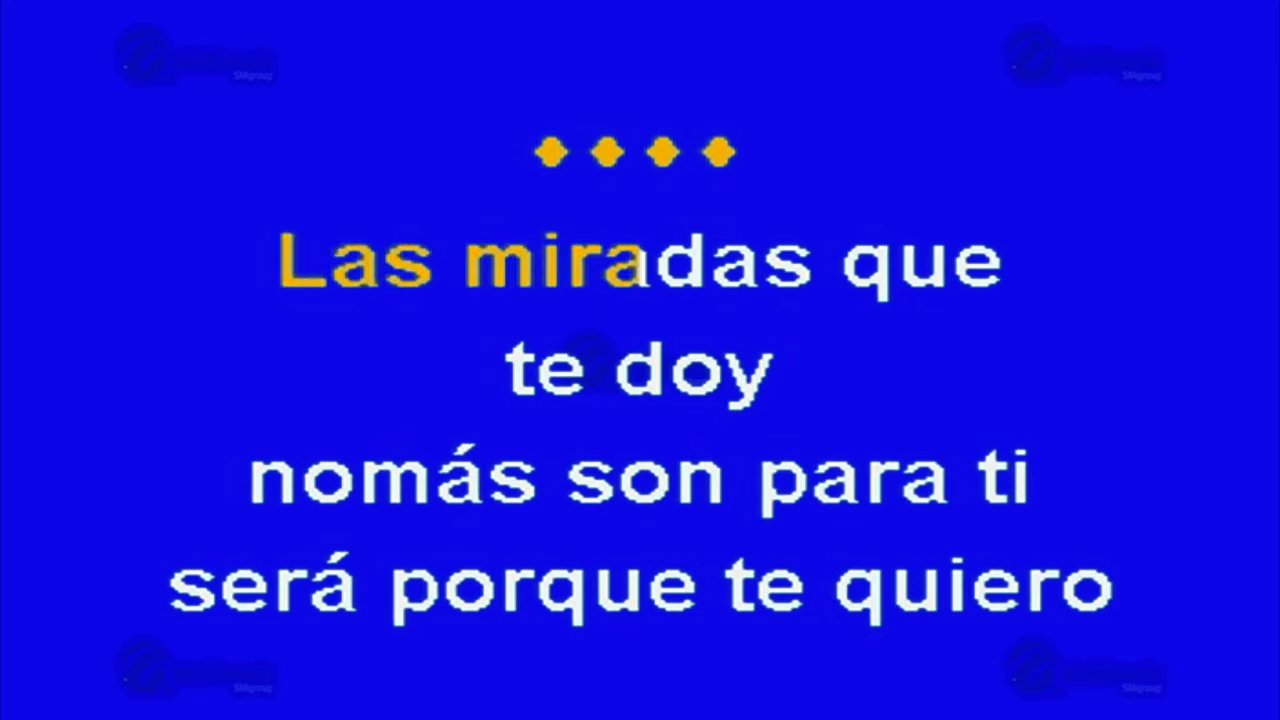 Las miradas que
te doy
nomás son para ti
será porque te quiero